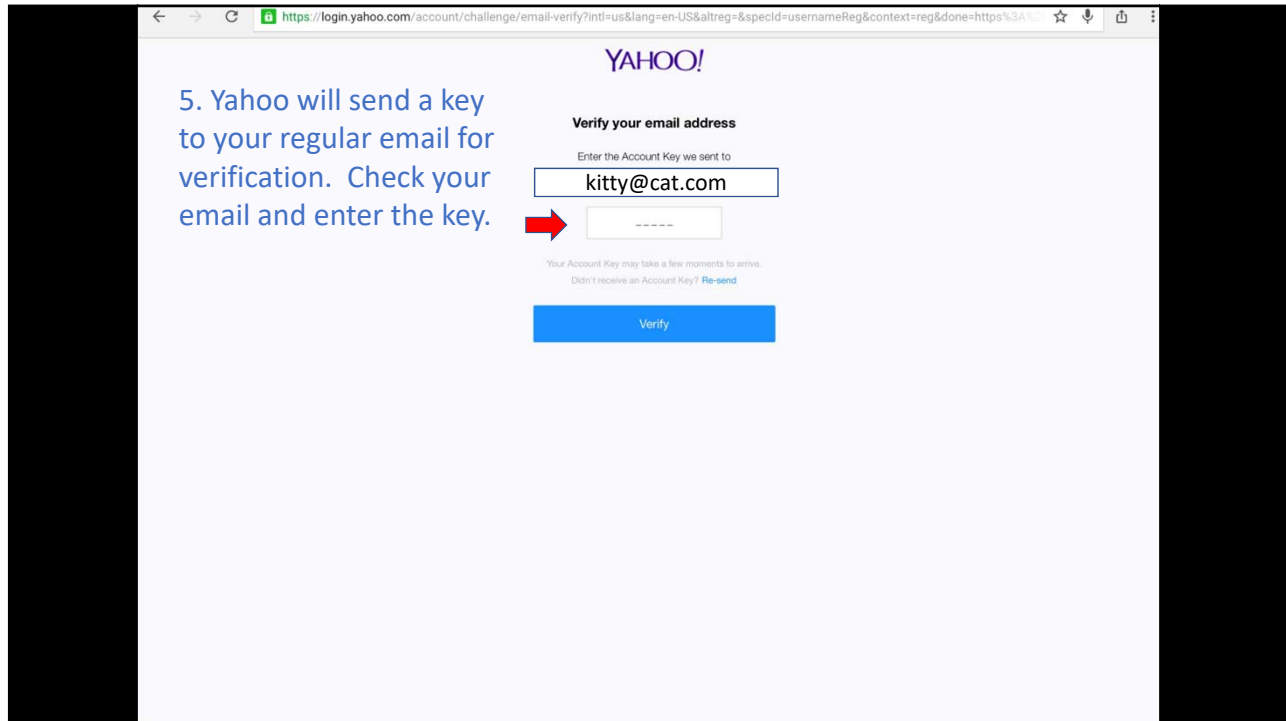 https://login.yahoo.com/account/challenge/email-verify?intl=us&lang=en-US&altreg=&specId=usernameReg&context=reg&done=https%3A%2
YAHOO!
5. Yahoo will send a key
to your regular email for
verification. Check your
email and enter the key.
Verify your email address
Enter the Account Key we sent to
kitty@cat.com
-----
Your Account Key may take a few moments to arrive.
Didn't receive an Account Key? Re-send
Verify